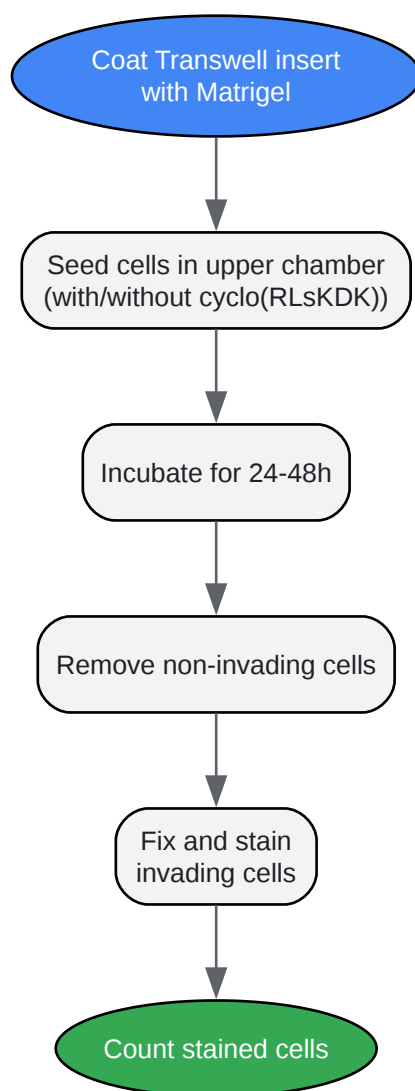 Coat Transwell insert
with Matrigel
Seed cells in upper chamber
(with/without cyclo(RLsKDK))
Incubate for 24-48h
Remove non-invading cells
Fix and stain
invading cells
Count stained cells